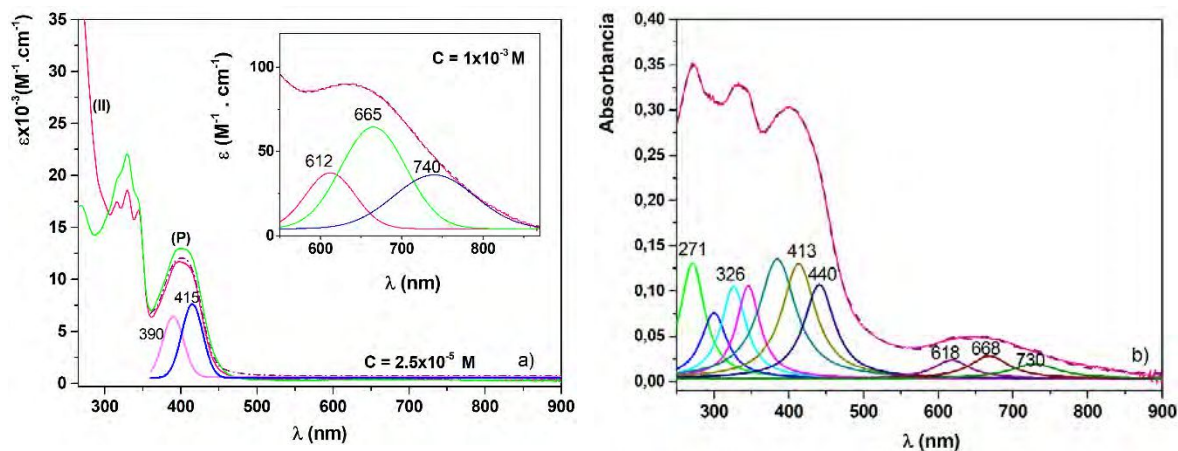 35
30
25
20
15
10
5
0
εx10⁻³(M⁻¹.cm⁻¹)
(II)
(P)
390
415
C = 2.5x10⁻⁵ M
a)
300 400 500 600 700 800 900
λ (nm)
C = 1x10⁻³ M
100
50
0
ε (M⁻¹ . cm⁻¹)
612
665
740
600 700 800
λ (nm)
0,40
0,35
0,30
0,25
0,20
0,15
0,10
0,05
0,00
Absorbancia
271
326
413
440
618
668
730
b)
300 400 500 600 700 800 900
λ (nm)